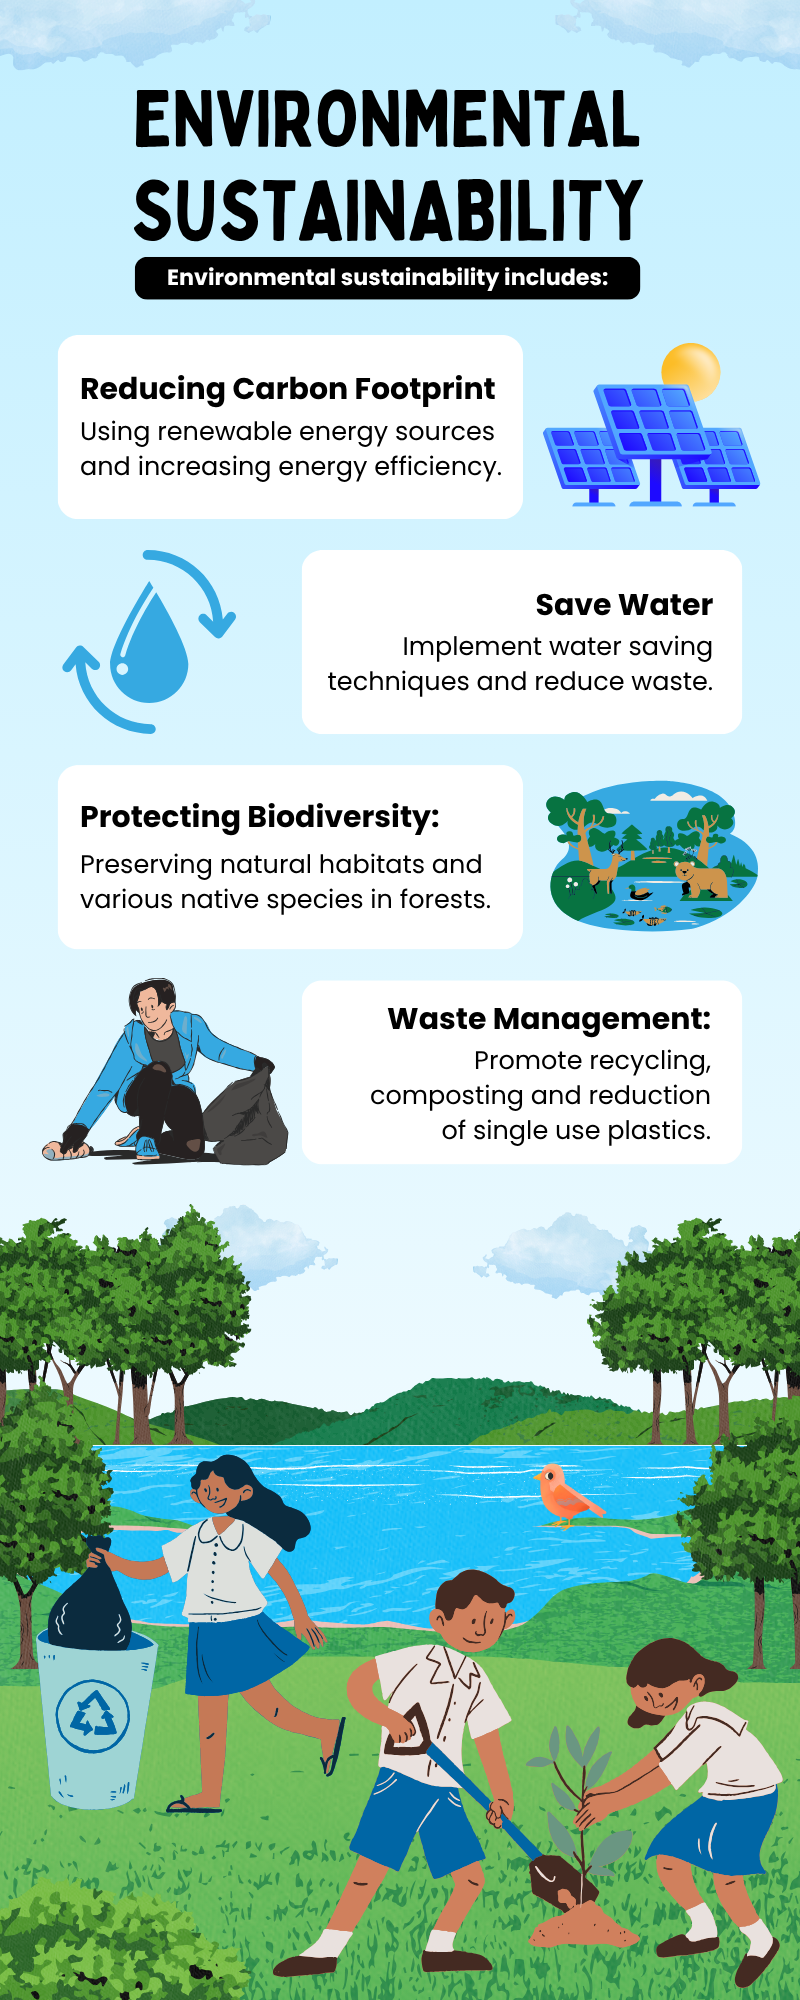 ENVIRONMENTAL
SUSTAINABILITY
Environmental sustainability includes:
Reducing Carbon Footprint
Using renewable energy sources
and increasing energy efficiency.
Save Water
Implement water saving
techniques and reduce waste.
Protecting Biodiversity:
Preserving natural habitats and
various native species in forests.
Waste Management:
Promote recycling,
composting and reduction
of single use plastics.